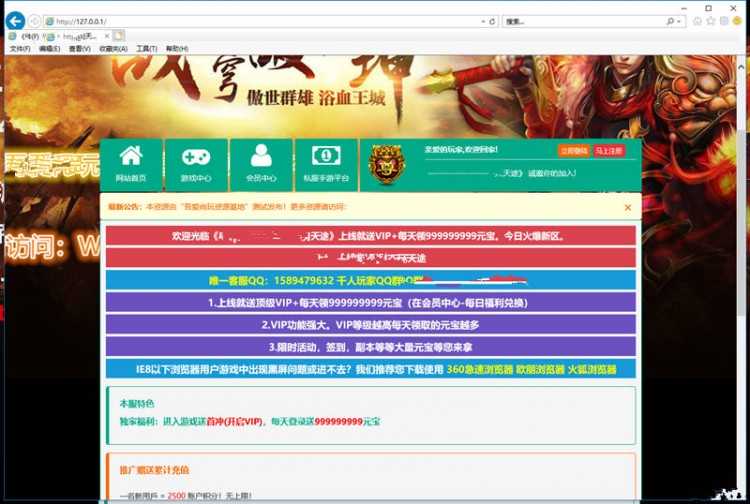 http://127.0.0.1/
搜索...
文件(F) 编辑(E) 查看(V) 收藏夹(A) 工具(T) 帮助(H)
傲世群雄 浴血王城
亲爱的玩家,欢迎回家!
立即登陆 马上注册
网站首页 游戏中心 会员中心 私服手游平台
天途》 诚邀你的加入!
最新公告：本资源由“吾爱尚玩资源基地”测试发布！更多资源请访问:
访问：W
欢迎光临《 天途》上线就送VIP+每天领999999999元宝。今日火爆新区。
天途
唯一客服QQ：1589479632 千人玩家QQ群
1.上线就送顶级VIP+每天领999999999元宝（在会员中心-每日福利兑换）
2.VIP功能强大。VIP等级越高每天领取的元宝越多
3.限时活动，签到，副本等等大量元宝等您来拿
IE8以下浏览器用户游戏中出现黑屏问题或进不去？我们推荐您下载使用 360急速浏览器 欧朋浏览器 火狐浏览器
本服特色
独家福利：进入游戏送首冲(开启VIP)，每天登录送999999999元宝
推广赠送累计充值
一名新用戶 = 2500 账户积分！无上限！